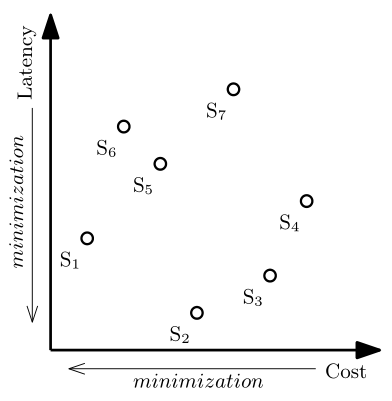 Latency
minimization
S7
S6
S5
S4
S1
S3
S2
Cost
minimization